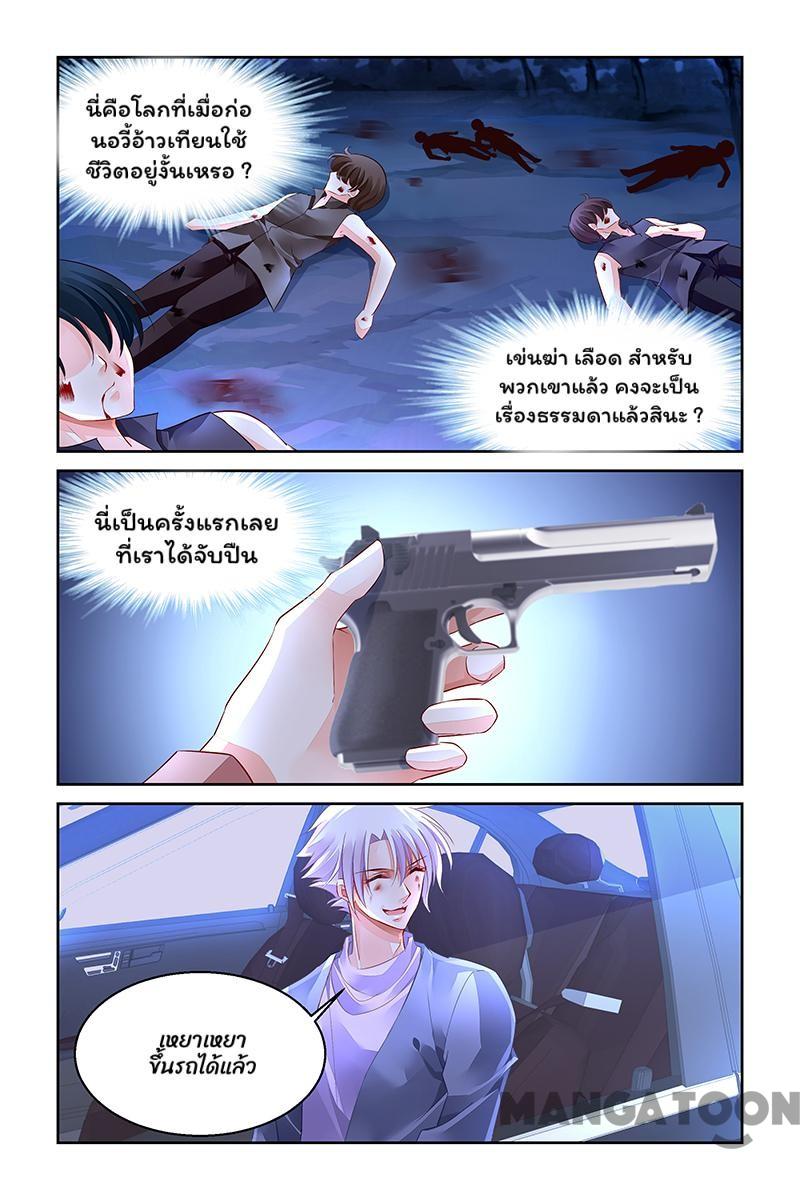 นี่คือโลกที่เมื่อก่อ
นอวี้อ้าวเทียนใช้
ชีวิตอยู่งั้นเหรอ ?
เข่นฆ่า เลือด สำหรับ
พวกเขาแล้ว คงจะเป็น
เรื่องธรรมดาแล้วสินะ ?
นี่เป็นครั้งแรกเลย
ที่เราได้จับปืน
เหยาเหยา
ขึ้นรถได้แล้ว
MANGATOON